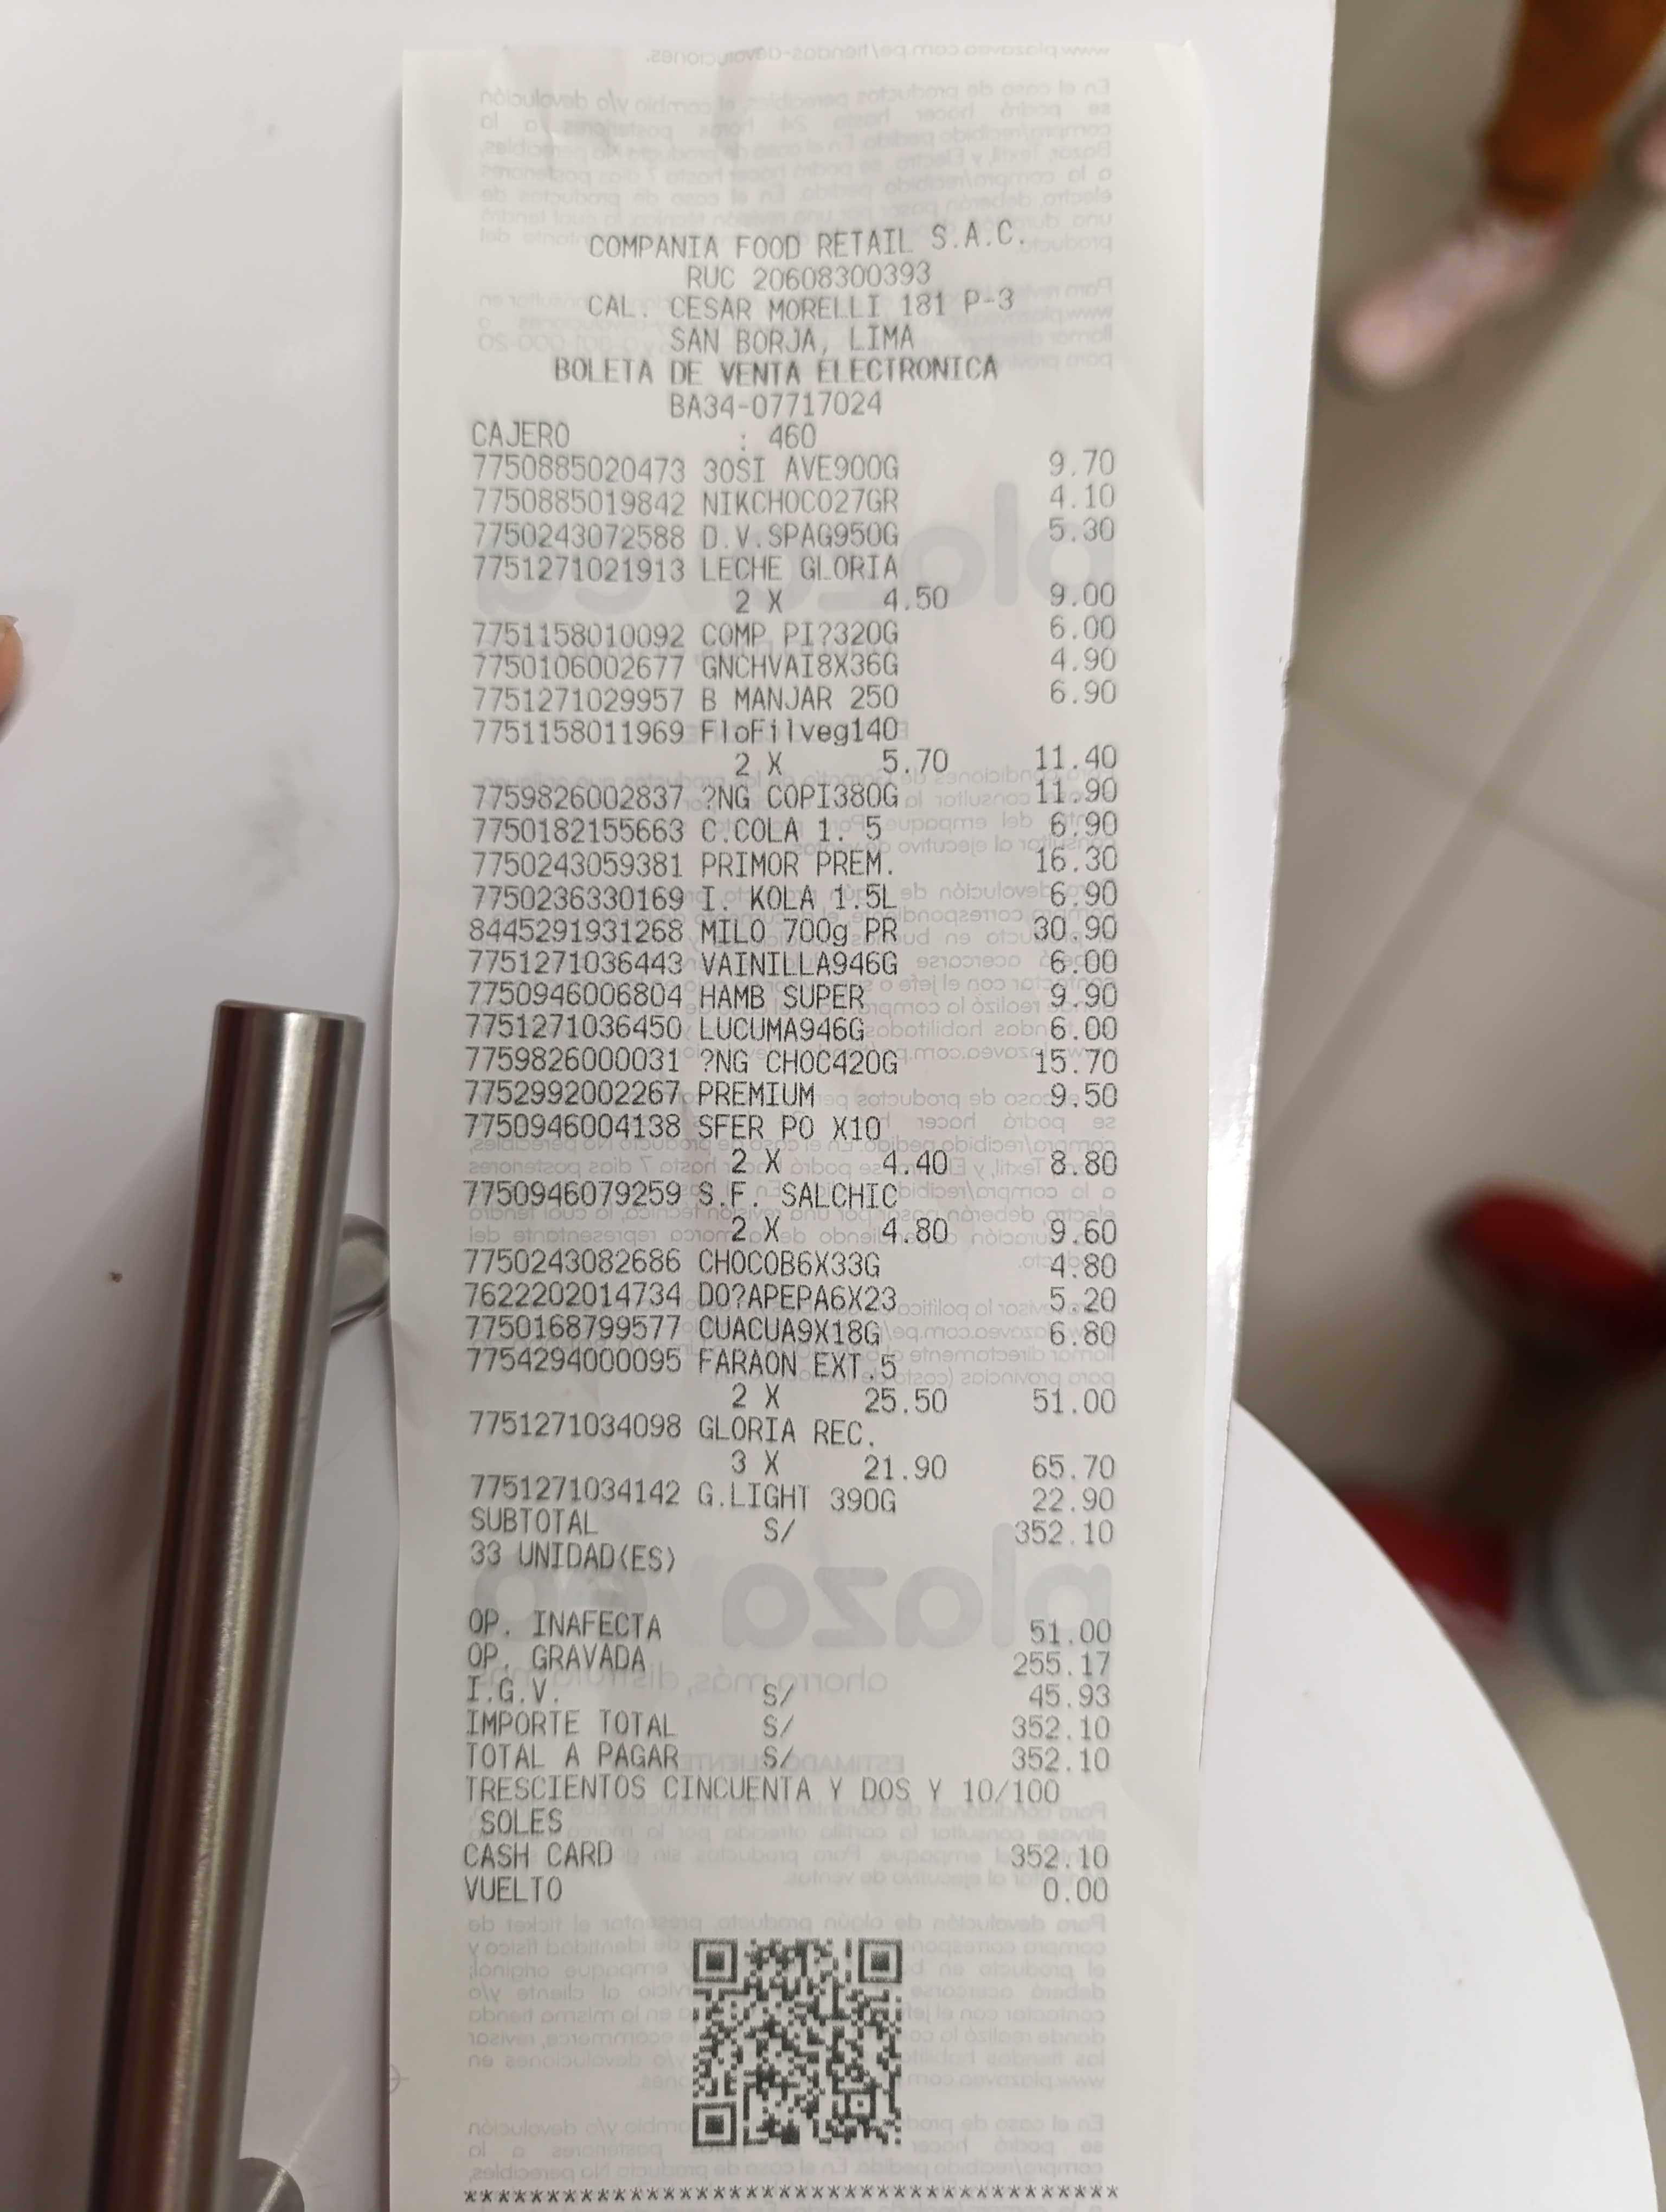 COMPANIA FOOD RETAIL S.A.C.
RUC 20608300393
CAL. CESAR MORELLI 181 P-3
SAN BORJA, LIMA
BOLETA DE VENTA ELECTRONICA
BA34-07717024
CAJERO : 460
7750885020473 30SI AVE900G 9.70
7750885019842 NIKCHOCO27GR 4.10
7750243072588 D.V.SPAG950G 5.30
7751271021913 LECHE GLORIA
2 X 4.50 9.00
7751158010092 COMP PI?320G 6.00
7750106002677 GNCHVAI8X36G 4.90
7751271029957 B MANJAR 250 6.90
7751158011969 FloFilveg140
2 X 5.70 11.40
7759826002837 ?NG COPI380G 11.90
7750182155663 C.COLA 1. 5 6.90
7750243059381 PRIMOR PREM. 16.30
7750236330169 I. KOLA 1.5L 6.90
8445291931268 MILO 700g PR 30.90
7751271036443 VAINILLA946G 6.00
7750946006804 HAMB SUPER 9.90
7751271036450 LUCUMA946G 6.00
7759826000031 ?NG CHOC420G 15.70
7752992002267 PREMIUM 9.50
7750946004138 SFER PO X10
2 X 4.40 8.80
7750946079259 S.F. SALCHIC
2 X 4.80 9.60
7750243082686 CHOCOB6X33G 4.80
7622202014734 DO?APEPA6X23 5.20
7750168799577 CUACUA9X18G 6.80
7754294000095 FARAON EXT.5
2 X 25.50 51.00
7751271034098 GLORIA REC.
3 X 21.90 65.70
7751271034142 G.LIGHT 390G 22.90
SUBTOTAL S/ 352.10
33 UNIDAD(ES)
OP. INAFECTA 51.00
OP. GRAVADA 255.17
I.G.V. S/ 45.93
IMPORTE TOTAL S/ 352.10
TOTAL A PAGAR S/ 352.10
TRESCIENTOS CINCUENTA Y DOS Y 10/100
SOLES
CASH CARD 352.10
VUELTO 0.00
****************************************